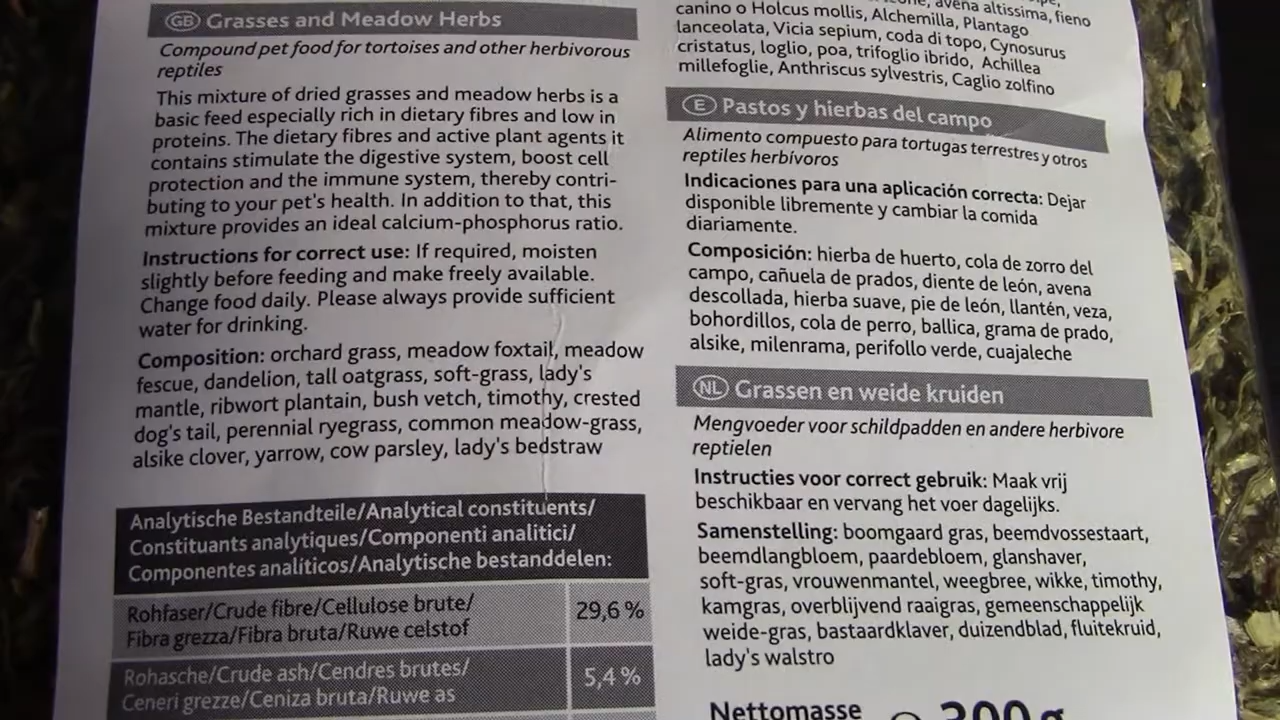 GB Grasses and Meadow Herbs
Compound pet food for tortoises and other herbivorous
reptiles
This mixture of dried grasses and meadow herbs is a
basic feed especially rich in dietary fibres and low in
proteins. The dietary fibres and active plant agents it
contains stimulate the digestive system, boost cell
protection and the immune system, thereby contri-
buting to your pet's health. In addition to that, this
mixture provides an ideal calcium-phosphorus ratio.
Instructions for correct use: If required, moisten
slightly before feeding and make freely available.
Change food daily. Please always provide sufficient
water for drinking.
Composition: orchard grass, meadow foxtail, meadow
fescue, dandelion, tall oatgrass, soft-grass, lady's
mantle, ribwort plantain, bush vetch, timothy, crested
dog's tail, perennial ryegrass, common meadow-grass,
alsike clover, yarrow, cow parsley, lady's bedstraw
Analytische Bestandteile/Analytical constituents/
Constituants analytiques/Componenti analitici/
Componentes analíticos/Analytische bestanddelen:
Rohfaser/Crude fibre/Cellulose brute/
Fibra grezza/Fibra bruta/Ruwe celstof
29,6 %
Rohasche/Crude ash/Cendres brutes/
Ceneri grezze/Ceniza bruta/Ruwe as
5,4 %
avena altissima, fieno
canino o Holcus mollis, Alchemilla, Plantago
lanceolata, Vicia sepium, coda di topo, Cynosurus
cristatus, loglio, poa, trifoglio ibrido, Achillea
millefoglie, Anthriscus sylvestris, Caglio zolfino
E Pastos y hierbas del campo
Alimento compuesto para tortugas terrestres y otros
reptiles herbívoros
Indicaciones para una aplicación correcta: Dejar
disponible libremente y cambiar la comida
diariamente.
Composición: hierba de huerto, cola de zorro del
campo, cañuela de prados, diente de león, avena
descollada, hierba suave, pie de león, llantén, veza,
bohordillos, cola de perro, ballica, grama de prado,
alsike, milenrama, perifollo verde, cuajaleche
NL Grassen en weide kruiden
Mengvoeder voor schildpadden en andere herbivore
reptielen
Instructies voor correct gebruik: Maak vrij
beschikbaar en vervang het voer dagelijks.
Samenstelling: boomgaard gras, beemdvossestaart,
beemdlangbloem, paardebloem, glanshaver,
soft-gras, vrouwenmantel, weegbree, wikke, timothy,
kamgras, overblijvend raaigras, gemeenschappelijk
weide-gras, bastaardklaver, duizendblad, fluitekruid,
lady's walstro
Nettomasse
300 g